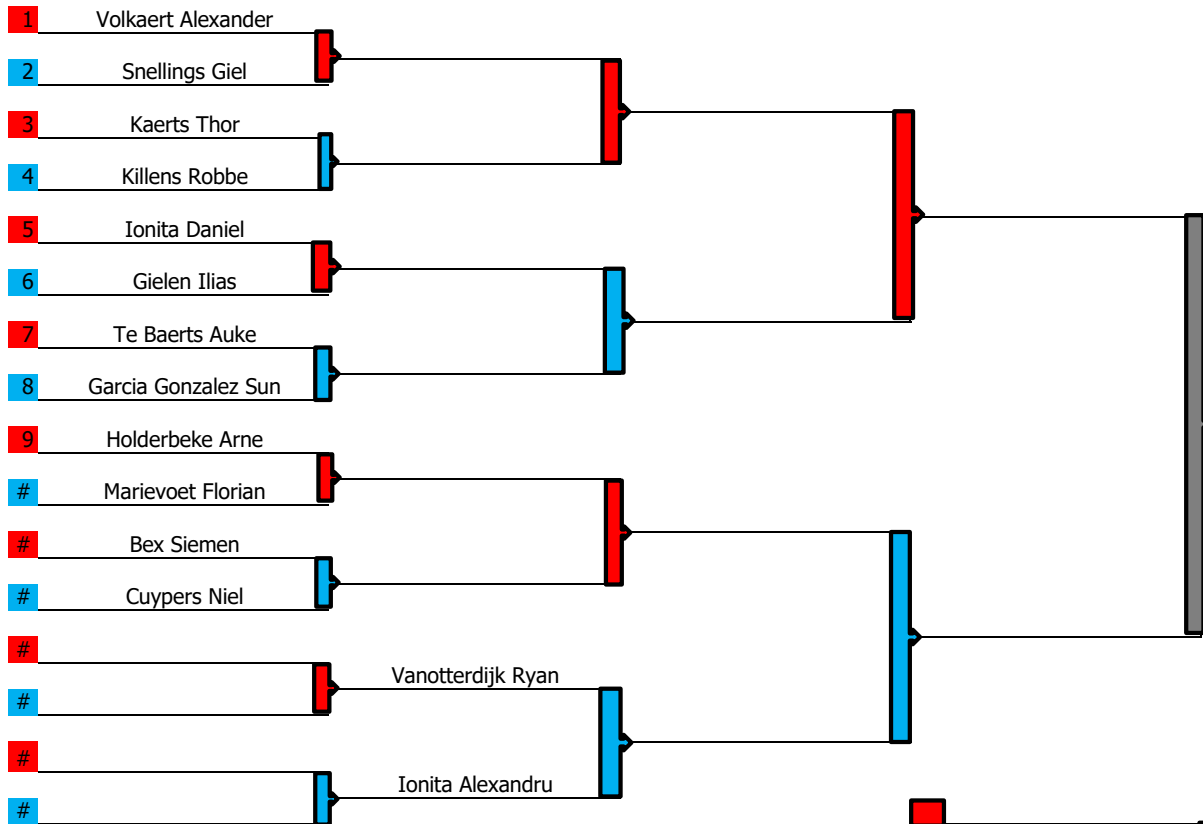 1 Volkaert Alexander
2 Snellings Giel
3 Kaerts Thor
4 Killens Robbe
5 Ionita Daniel
6 Gielen Ilias
7 Te Baerts Auke
8 Garcia Gonzalez Sun
9 Holderbeke Arne
# Marievoet Florian
# Bex Siemen
# Cuypers Niel
#
Vanotterdijk Ryan
#
#
Ionita Alexandru
#